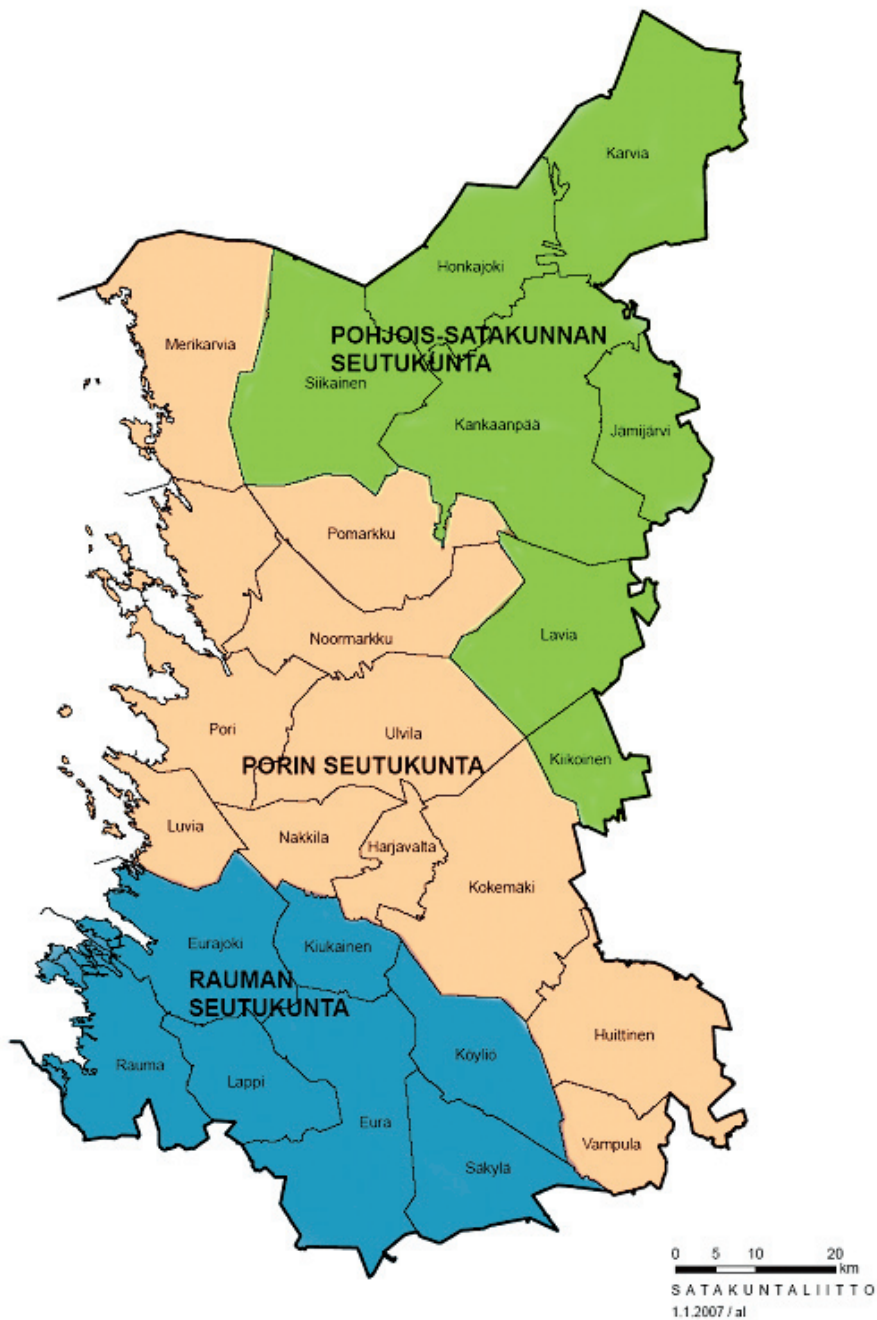 Karvia
Honkajoki
POHJOIS-SATAKUNNAN
SEUTUKUNTA
Merikarvia
Siikainen
Kankaanpää
Jämijärvi
Pomarkku
Noormarkku
Lavia
Pori
Ulvila
PORIN SEUTUKUNTA
Kiikoinen
Luvia
Nakkila
Harjavalta
Kokemäki
Eurajoki
Kiukainen
RAUMAN
SEUTUKUNTA
Huittinen
Rauma
Lappi
Köyliö
Eura
Vampula
Säkylä
0 5 10 20
km
SATAKUNTALIITTO
1.1.2007 / al